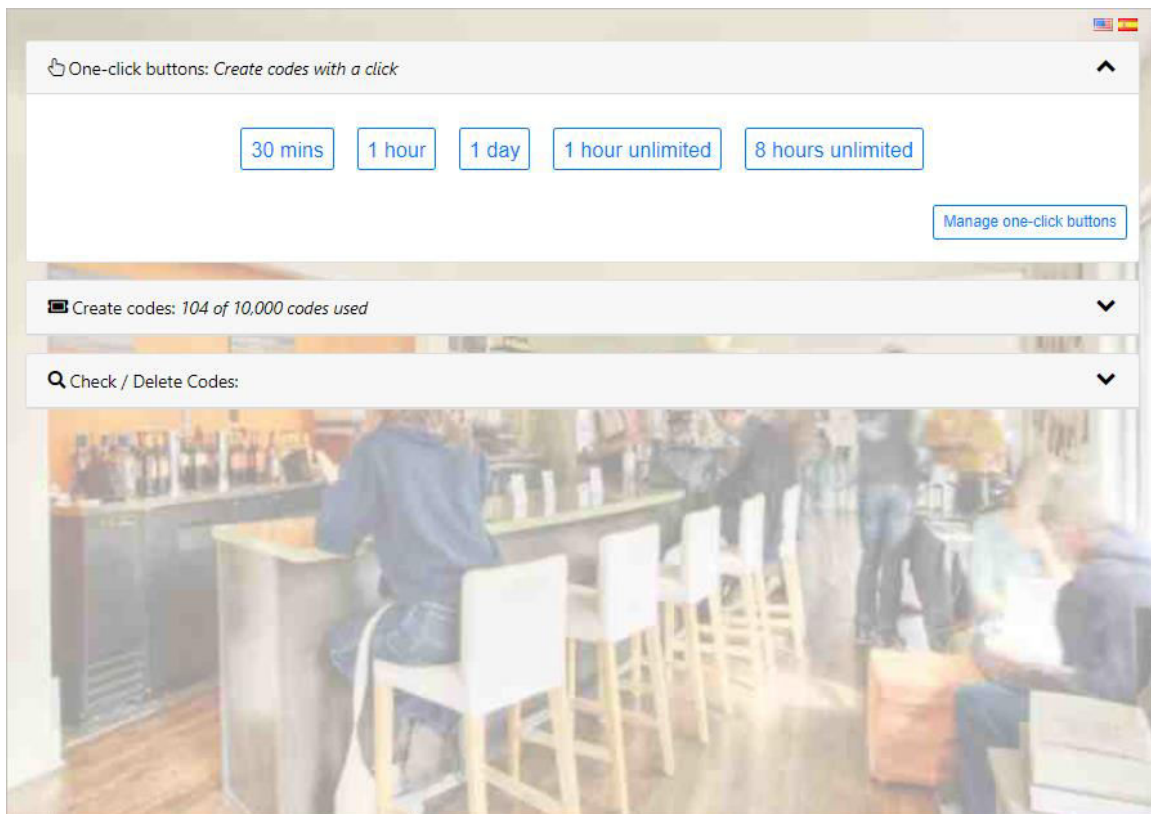 One-click buttons: Create codes with a click
30 mins 1 hour 1 day 1 hour unlimited 8 hours unlimited
Manage one-click buttons
Create codes: 104 of 10,000 codes used
Check / Delete Codes: